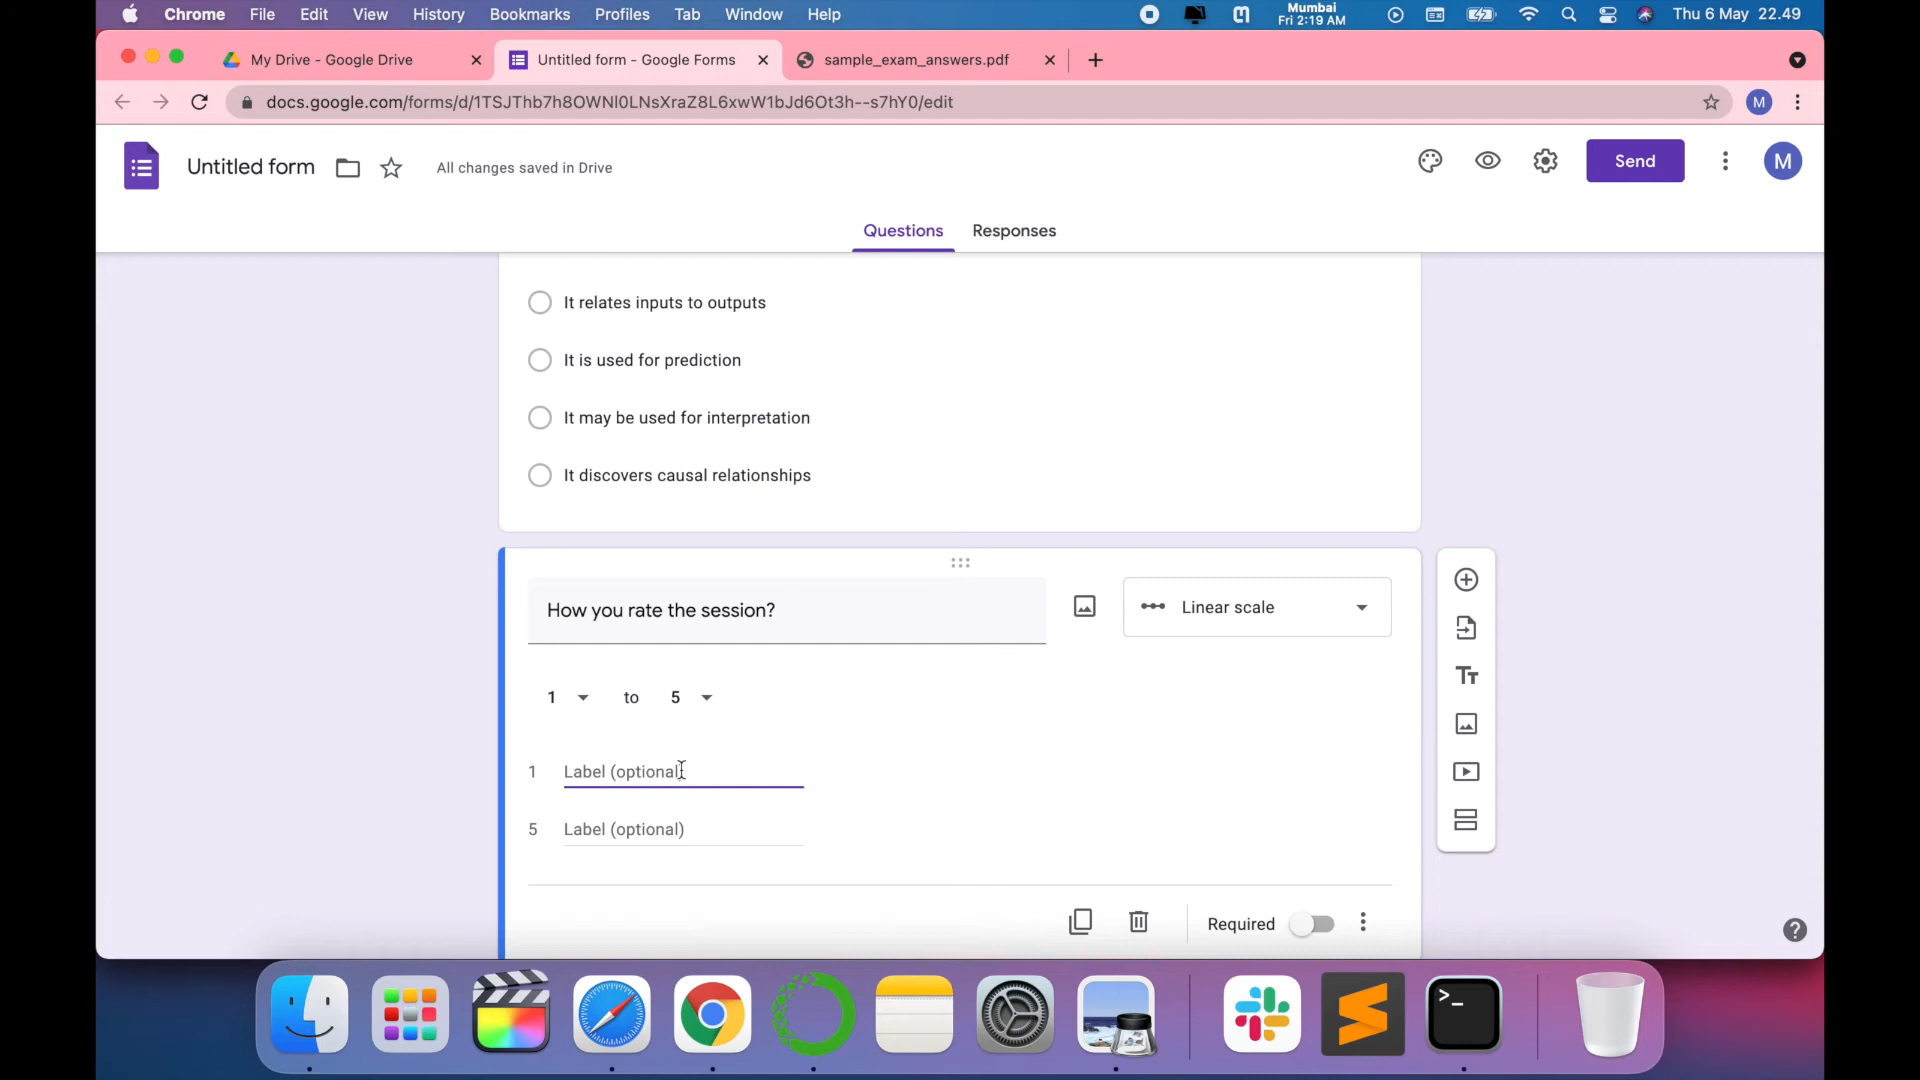 Chrome File Edit View History Bookmarks Profiles Tab Window Help Mumbai Fri 2:19 AM Thu 6 May 22.49
My Drive - Google Drive Untitled form - Google Forms sample_exam_answers.pdf
docs.google.com/forms/d/1TSJThb7h8OWNl0LNsXraZ8L6xwW1bJd6Ot3h--s7hY0/edit M
Untitled form All changes saved in Drive Send M
Questions Responses
It relates inputs to outputs
It is used for prediction
It may be used for interpretation
It discovers causal relationships
How you rate the session? Linear scale
Tт
1 to 5
1 Label (optional)
5 Label (optional)
Required
>_